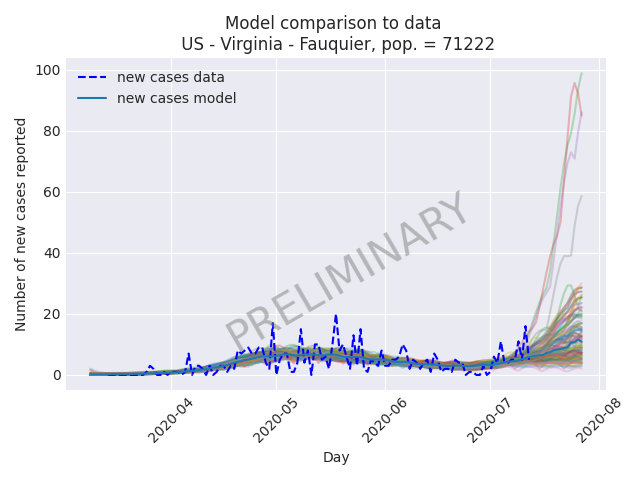 Model comparison to data
US - Virginia - Fauquier, pop. = 71222
new cases data
new cases model
PRELIMINARY
Number of new cases reported
100
80
60
40
20
0
2020-04
2020-05
2020-06
2020-07
2020-08
Day